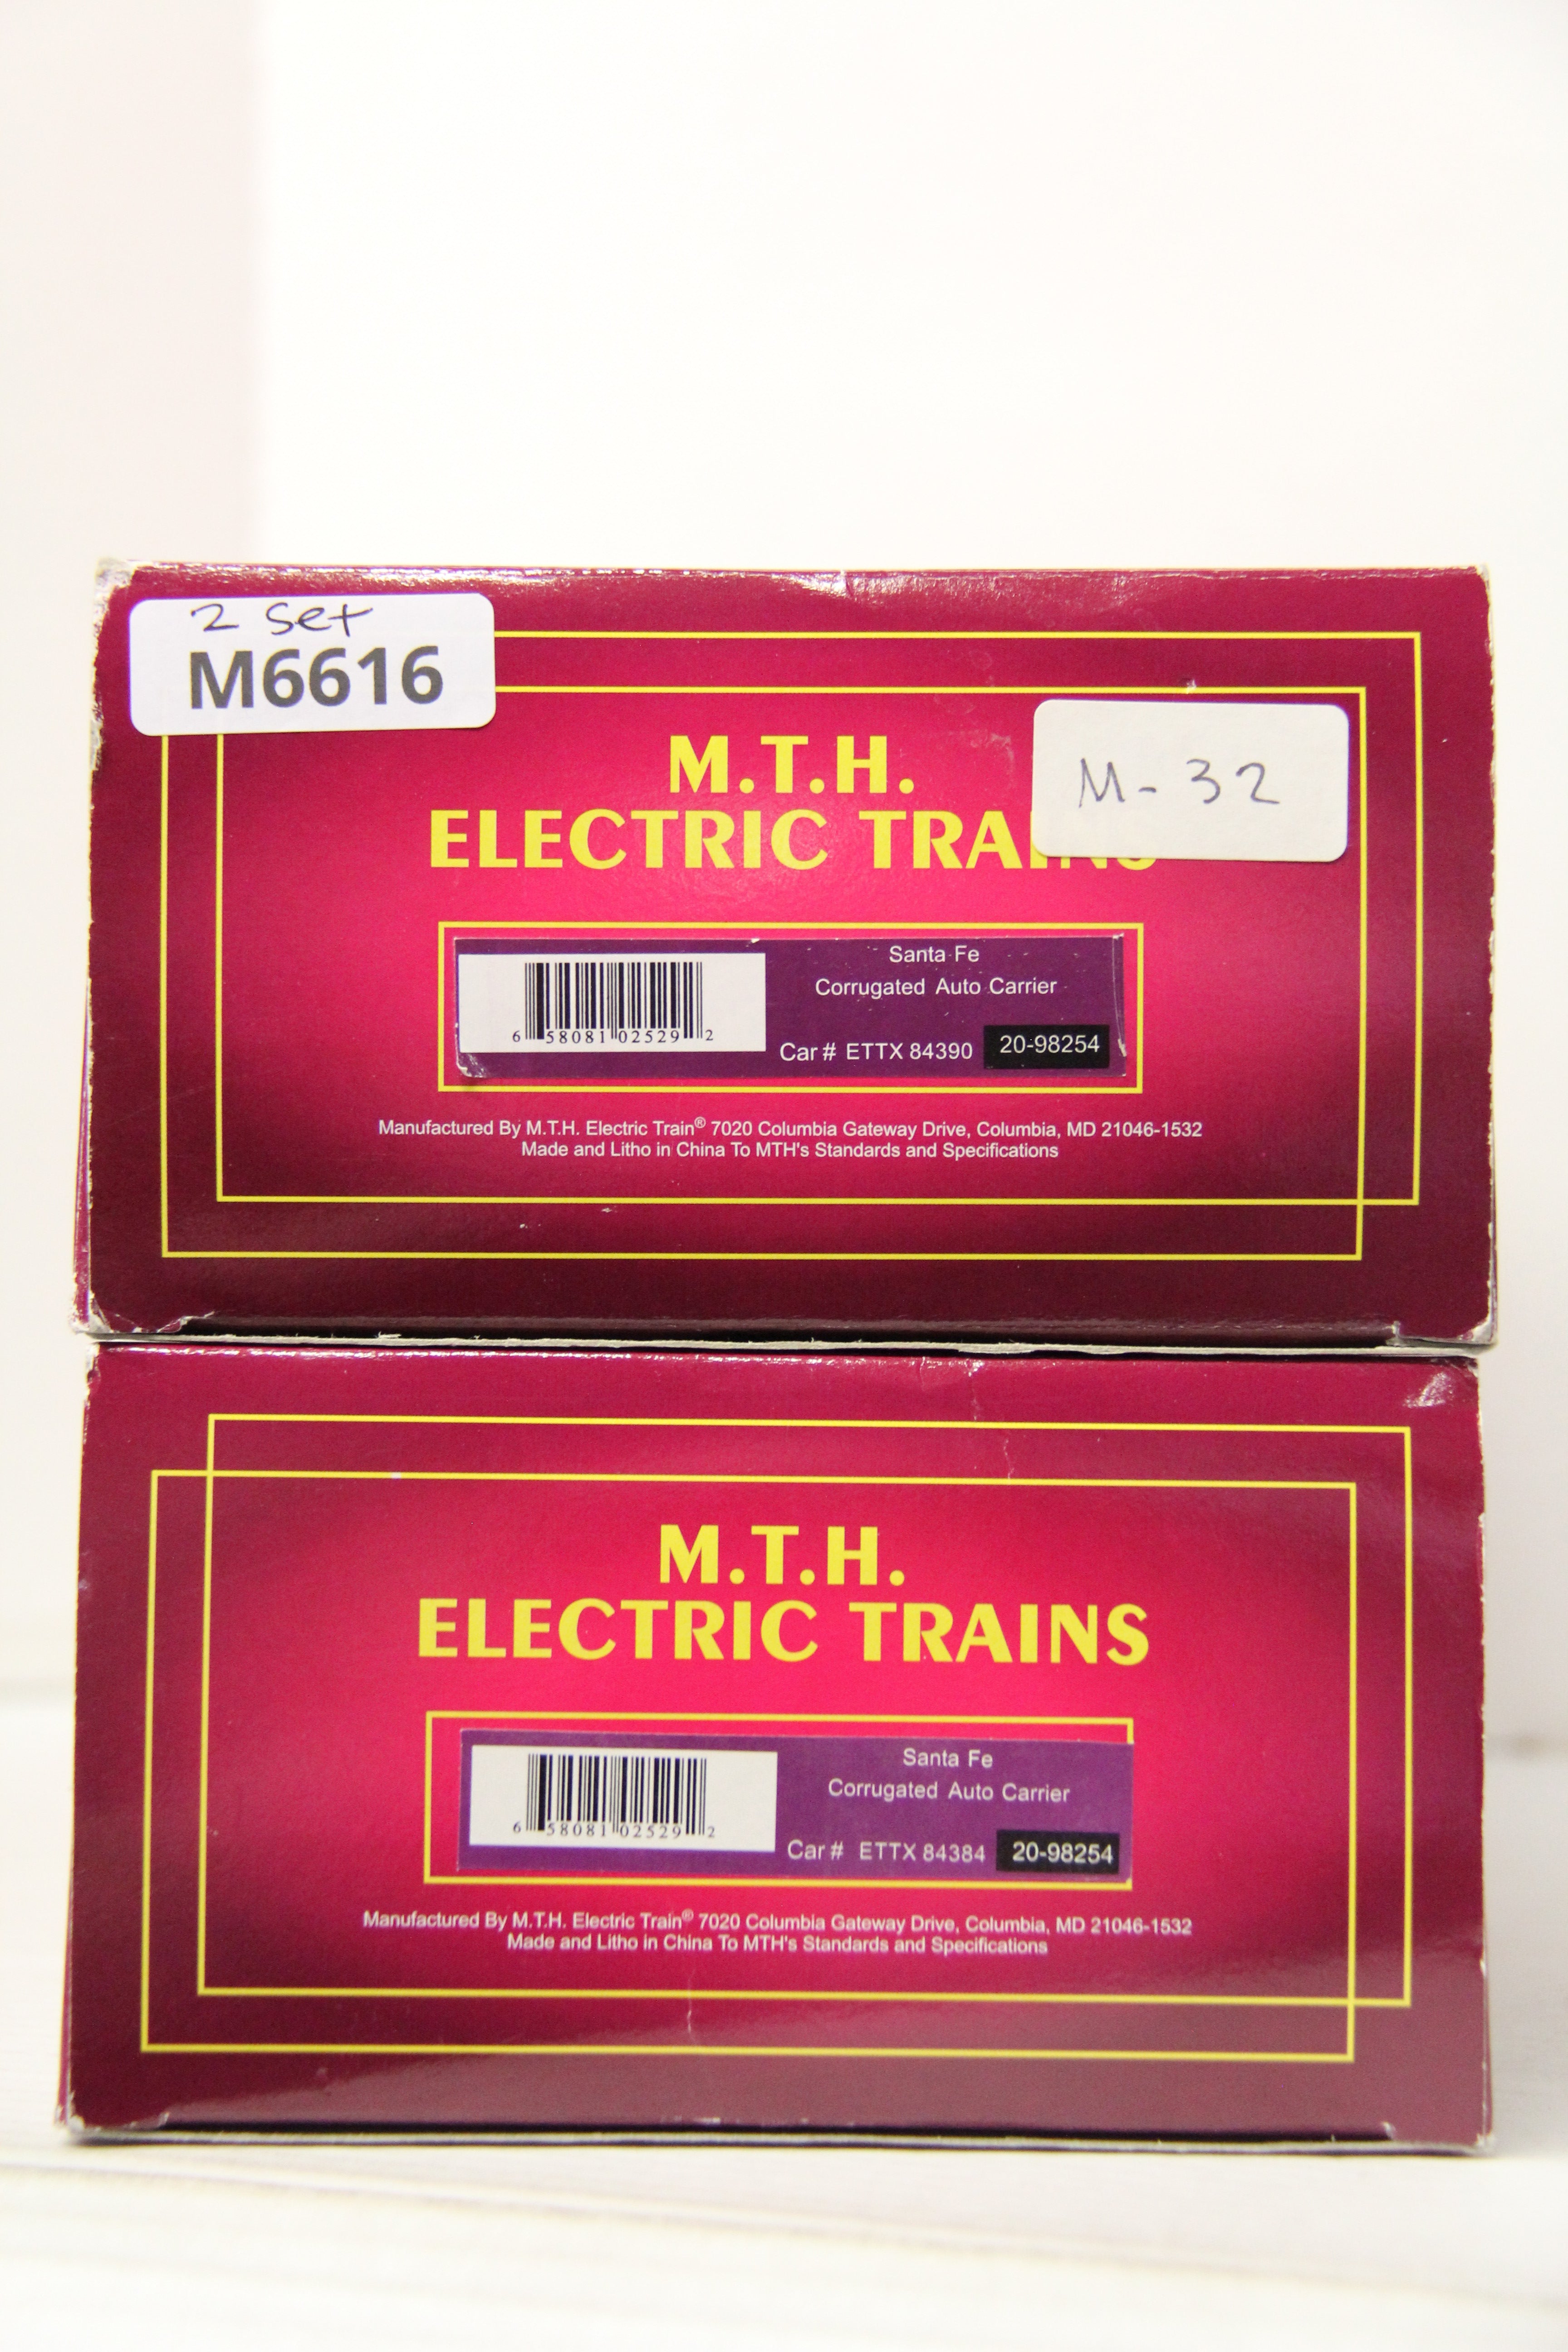 2 set
M6616
M-32
M.T.H.
ELECTRIC TRAINS
Santa Fe
Corrugated Auto Carrier
6 58081 02529 2
Car # ETTX 84390 20-98254
Manufactured By M.T.H. Electric Train® 7020 Columbia Gateway Drive, Columbia, MD 21046-1532
Made and Litho in China To MTH's Standards and Specifications
M.T.H.
ELECTRIC TRAINS
Santa Fe
Corrugated Auto Carrier
6 58081 02529 2
Car # ETTX 84384 20-98254
Manufactured By M.T.H. Electric Train® 7020 Columbia Gateway Drive, Columbia, MD 21046-1532
Made and Litho in China To MTH's Standards and Specifications